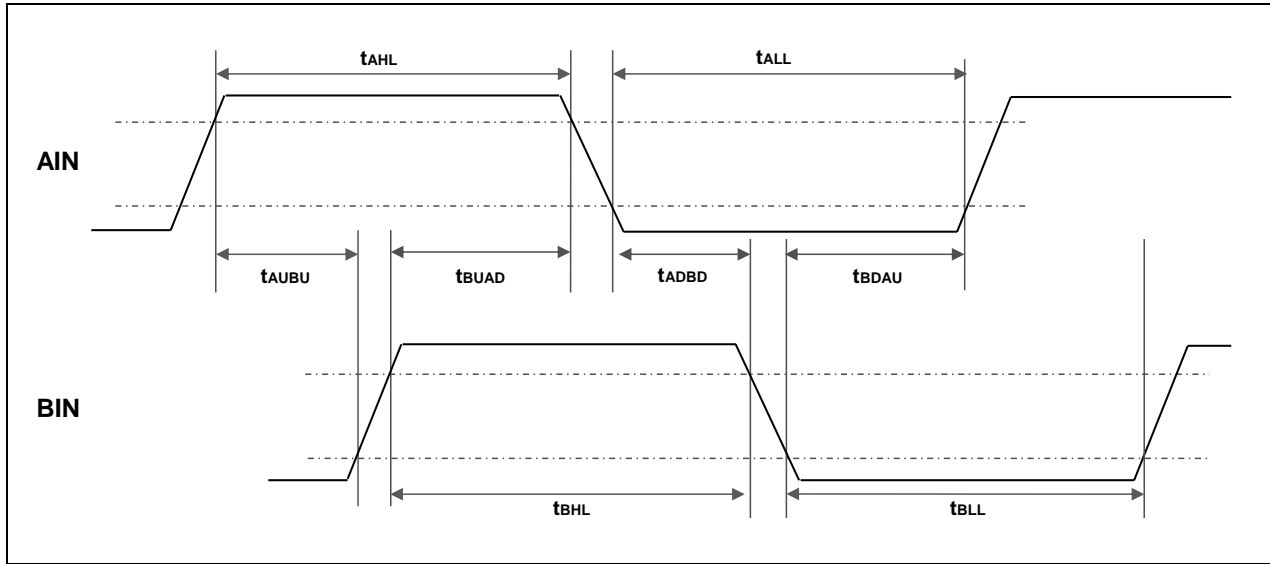 tAHL
tALL
AIN
tAUBU
tBUAD
tADBD
tBDAU
BIN
tBHL
tBLL